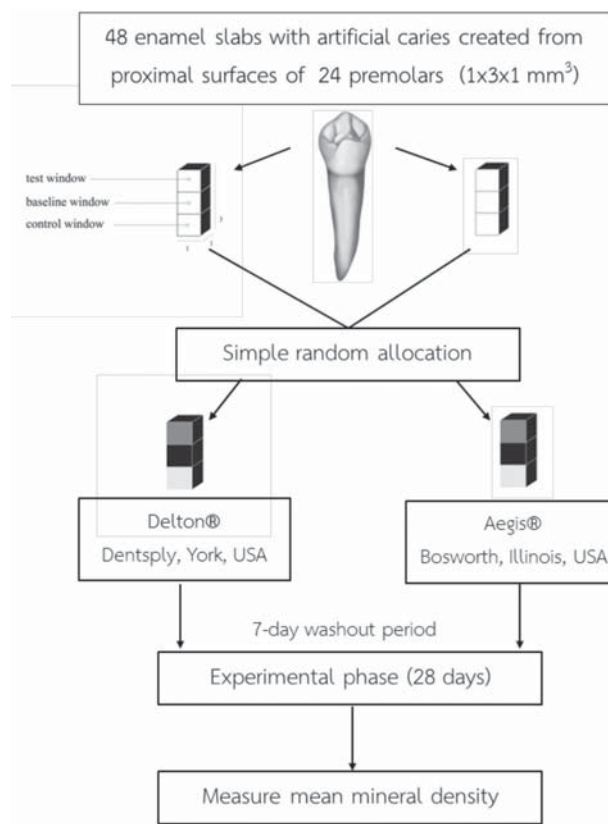 48 enamel slabs with artificial caries created from
proximal surfaces of 24 premolars (1x3x1 mm³)
test window
baseline window
control window
3
1
1
Simple random allocation
Delton®
Dentsply, York, USA
Aegis®
Bosworth, Illinois, USA
7-day washout period
Experimental phase (28 days)
Measure mean mineral density